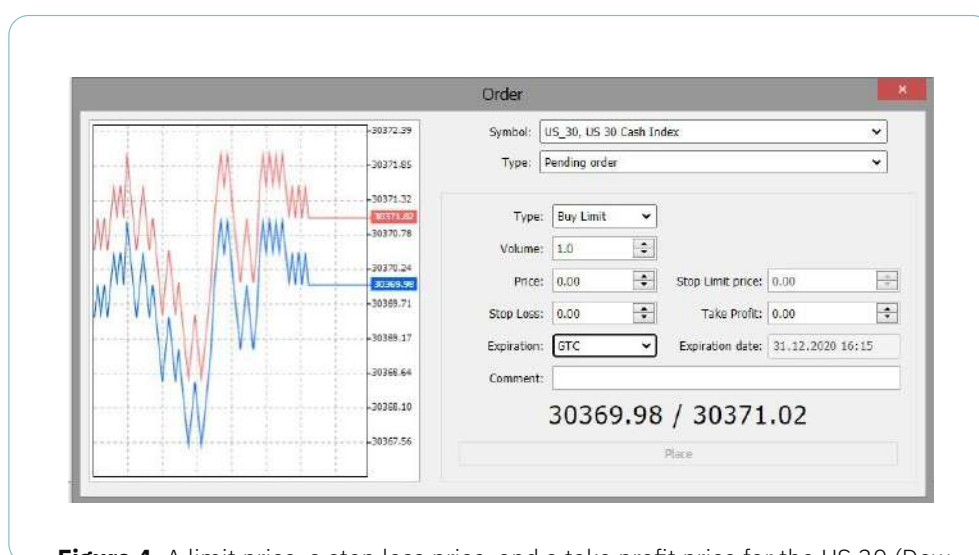 Order
30372.39
30371.85
30371.32
30371.02
30370.78
30370.24
30369.98
30369.71
30369.17
30368.64
30368.10
30367.56
Symbol: US_30, US 30 Cash Index
Type: Pending order
Type: Buy Limit
Volume: 1.0
Price: 0.00 Stop Limit price: 0.00
Stop Loss: 0.00 Take Profit: 0.00
Expiration: GTC Expiration date: 31.12.2020 16:15
Comment:
30369.98 / 30371.02
Place
Figure 4. A limit price, a stop loss price, and a take profit price for the US 30 (Dow